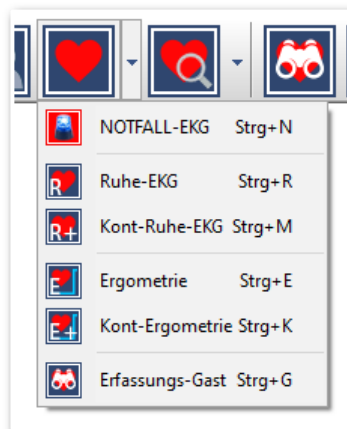 NOTFALL-EKG Strg+N
R Ruhe-EKG Strg+R
R+ Kont-Ruhe-EKG Strg+M
E Ergometrie Strg+E
E+ Kont-Ergometrie Strg+K
Erfassungs-Gast Strg+G